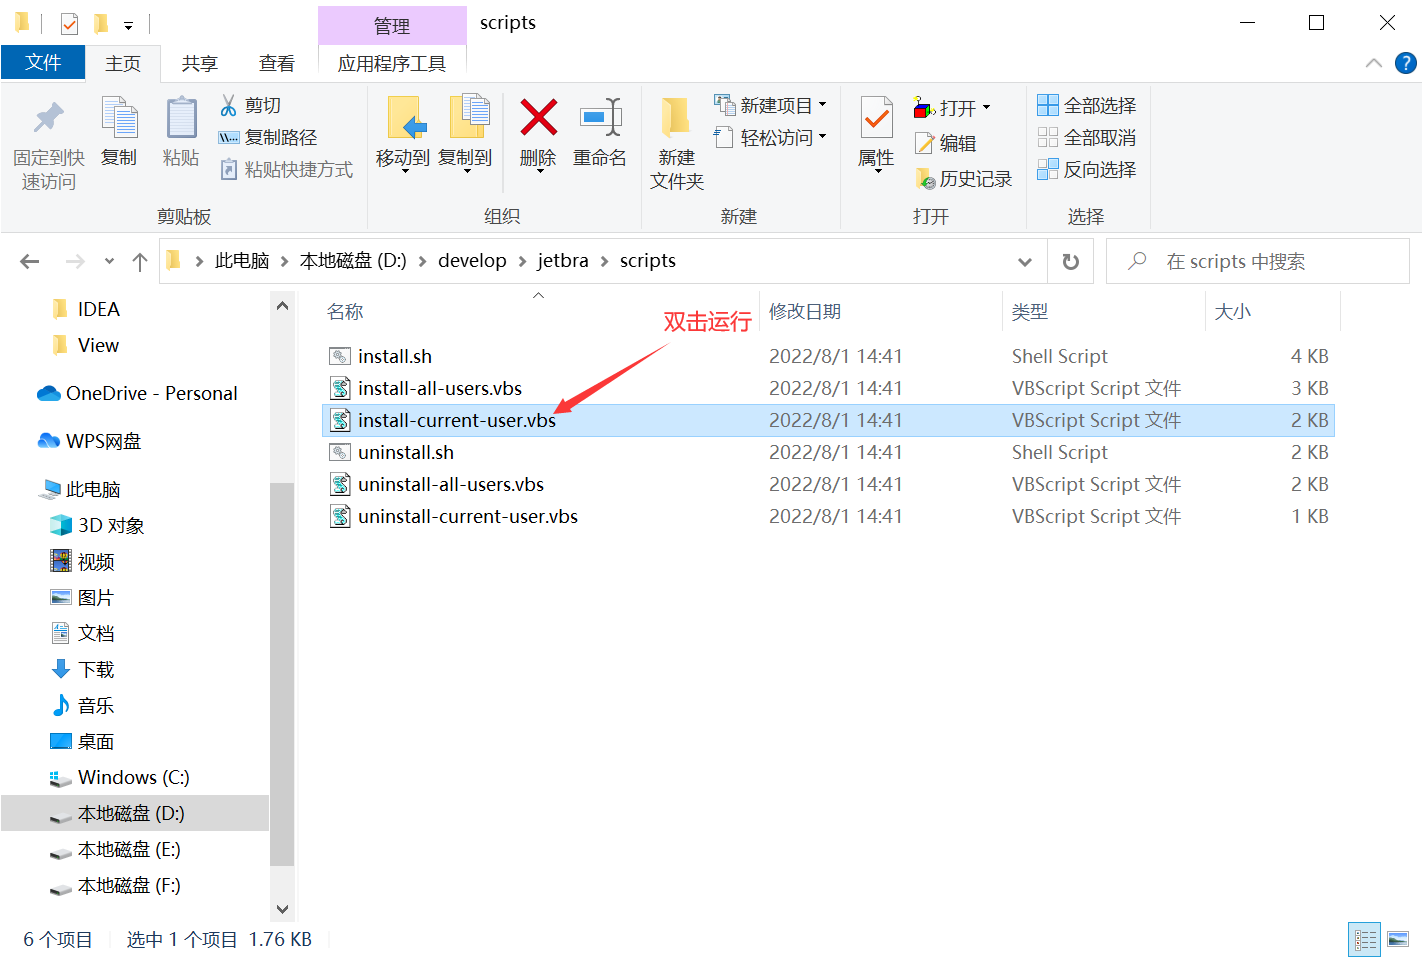 管理
scripts
文件
主页
共享
查看
应用程序工具
固定到快
速访问
复制
粘贴
剪切
复制路径
粘贴快捷方式
剪贴板
移动到
复制到
删除
重命名
组织
新建
文件夹
新建项目
轻松访问
新建
属性
打开
编辑
历史记录
打开
全部选择
全部取消
反向选择
选择
此电脑 > 本地磁盘 (D:) > develop > jetbra > scripts
在 scripts 中搜索
IDEA
View
OneDrive - Personal
WPS网盘
此电脑
3D 对象
视频
图片
文档
下载
音乐
桌面
Windows (C:)
本地磁盘 (D:)
本地磁盘 (E:)
本地磁盘 (F:)
名称 修改日期 类型 大小
双击运行
install.sh 2022/8/1 14:41 Shell Script 4 KB
install-all-users.vbs 2022/8/1 14:41 VBScript Script 文件 3 KB
install-current-user.vbs 2022/8/1 14:41 VBScript Script 文件 2 KB
uninstall.sh 2022/8/1 14:41 Shell Script 2 KB
uninstall-all-users.vbs 2022/8/1 14:41 VBScript Script 文件 2 KB
uninstall-current-user.vbs 2022/8/1 14:41 VBScript Script 文件 1 KB
6 个项目 选中 1 个项目 1.76 KB